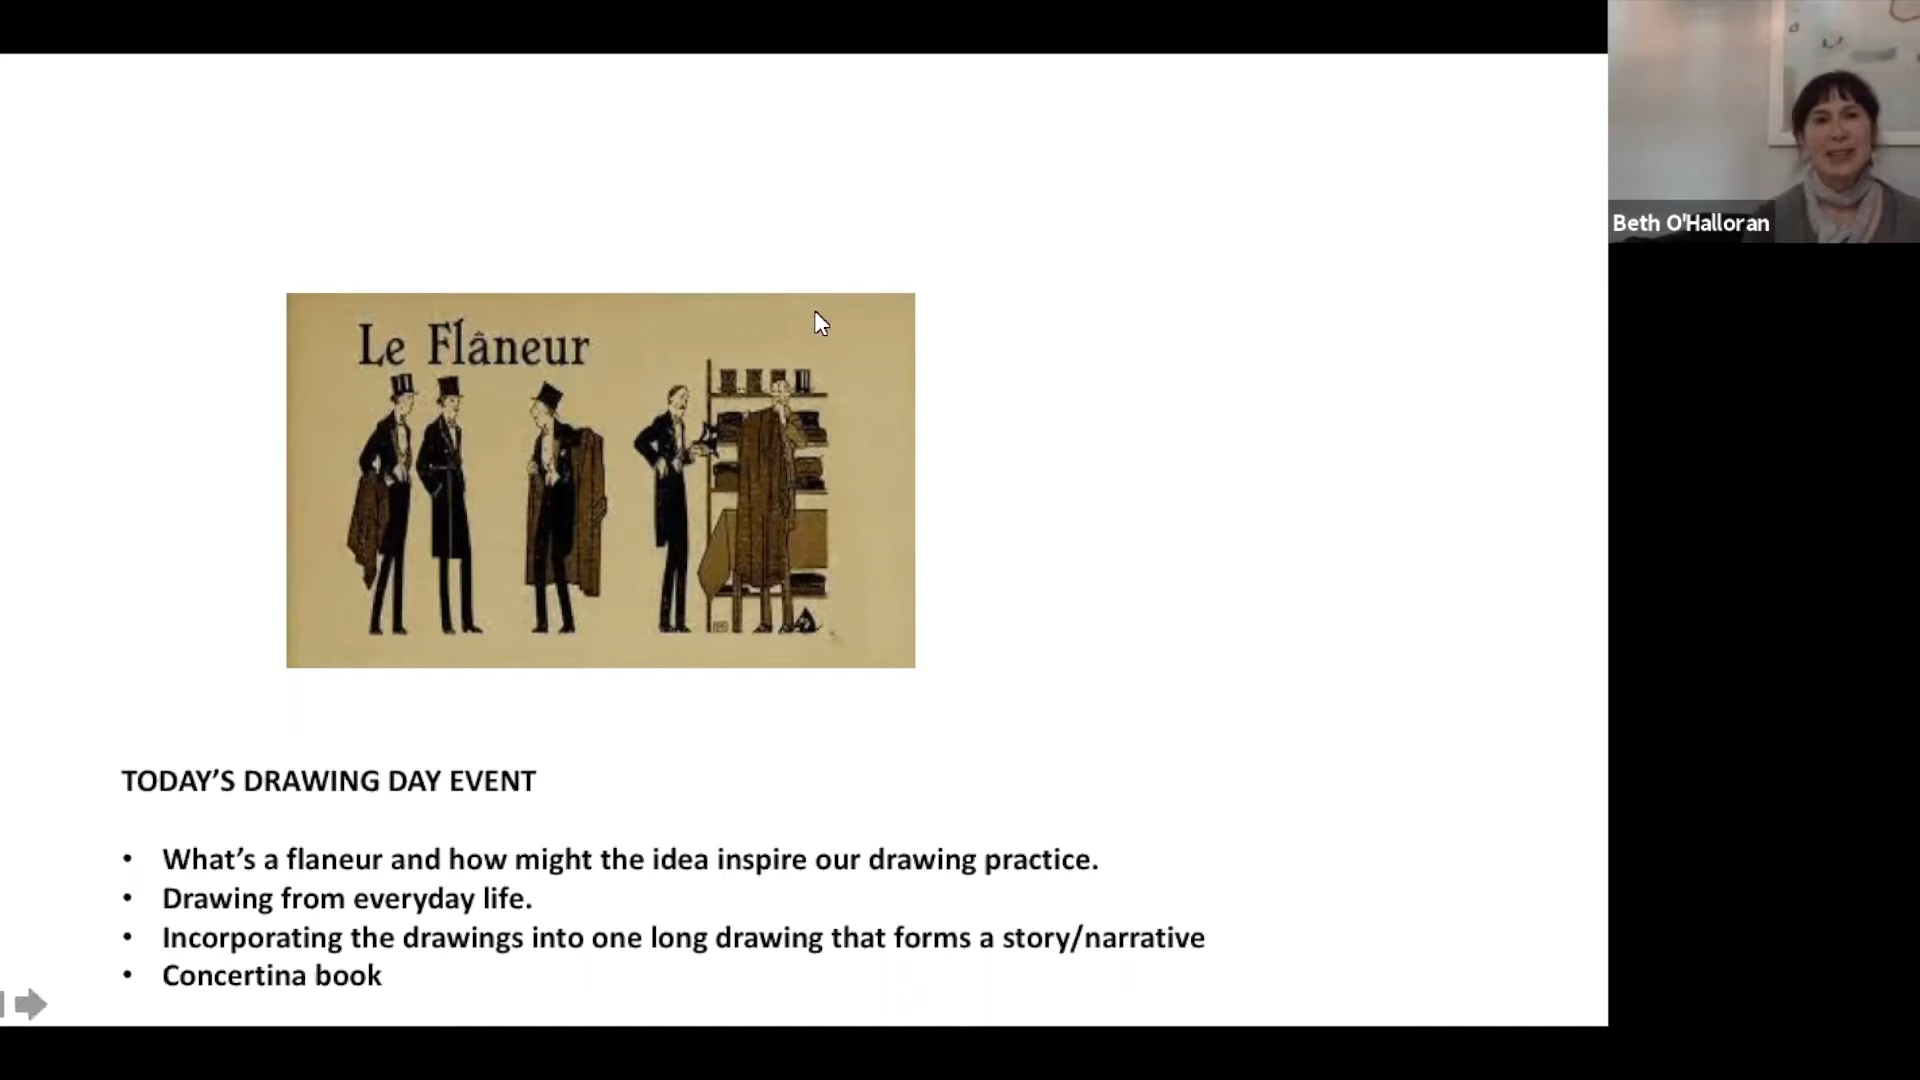 Beth O'Halloran
Le Flâneur
TODAY’S DRAWING DAY EVENT
• What’s a flaneur and how might the idea inspire our drawing practice.
• Drawing from everyday life.
• Incorporating the drawings into one long drawing that forms a story/narrative
• Concertina book